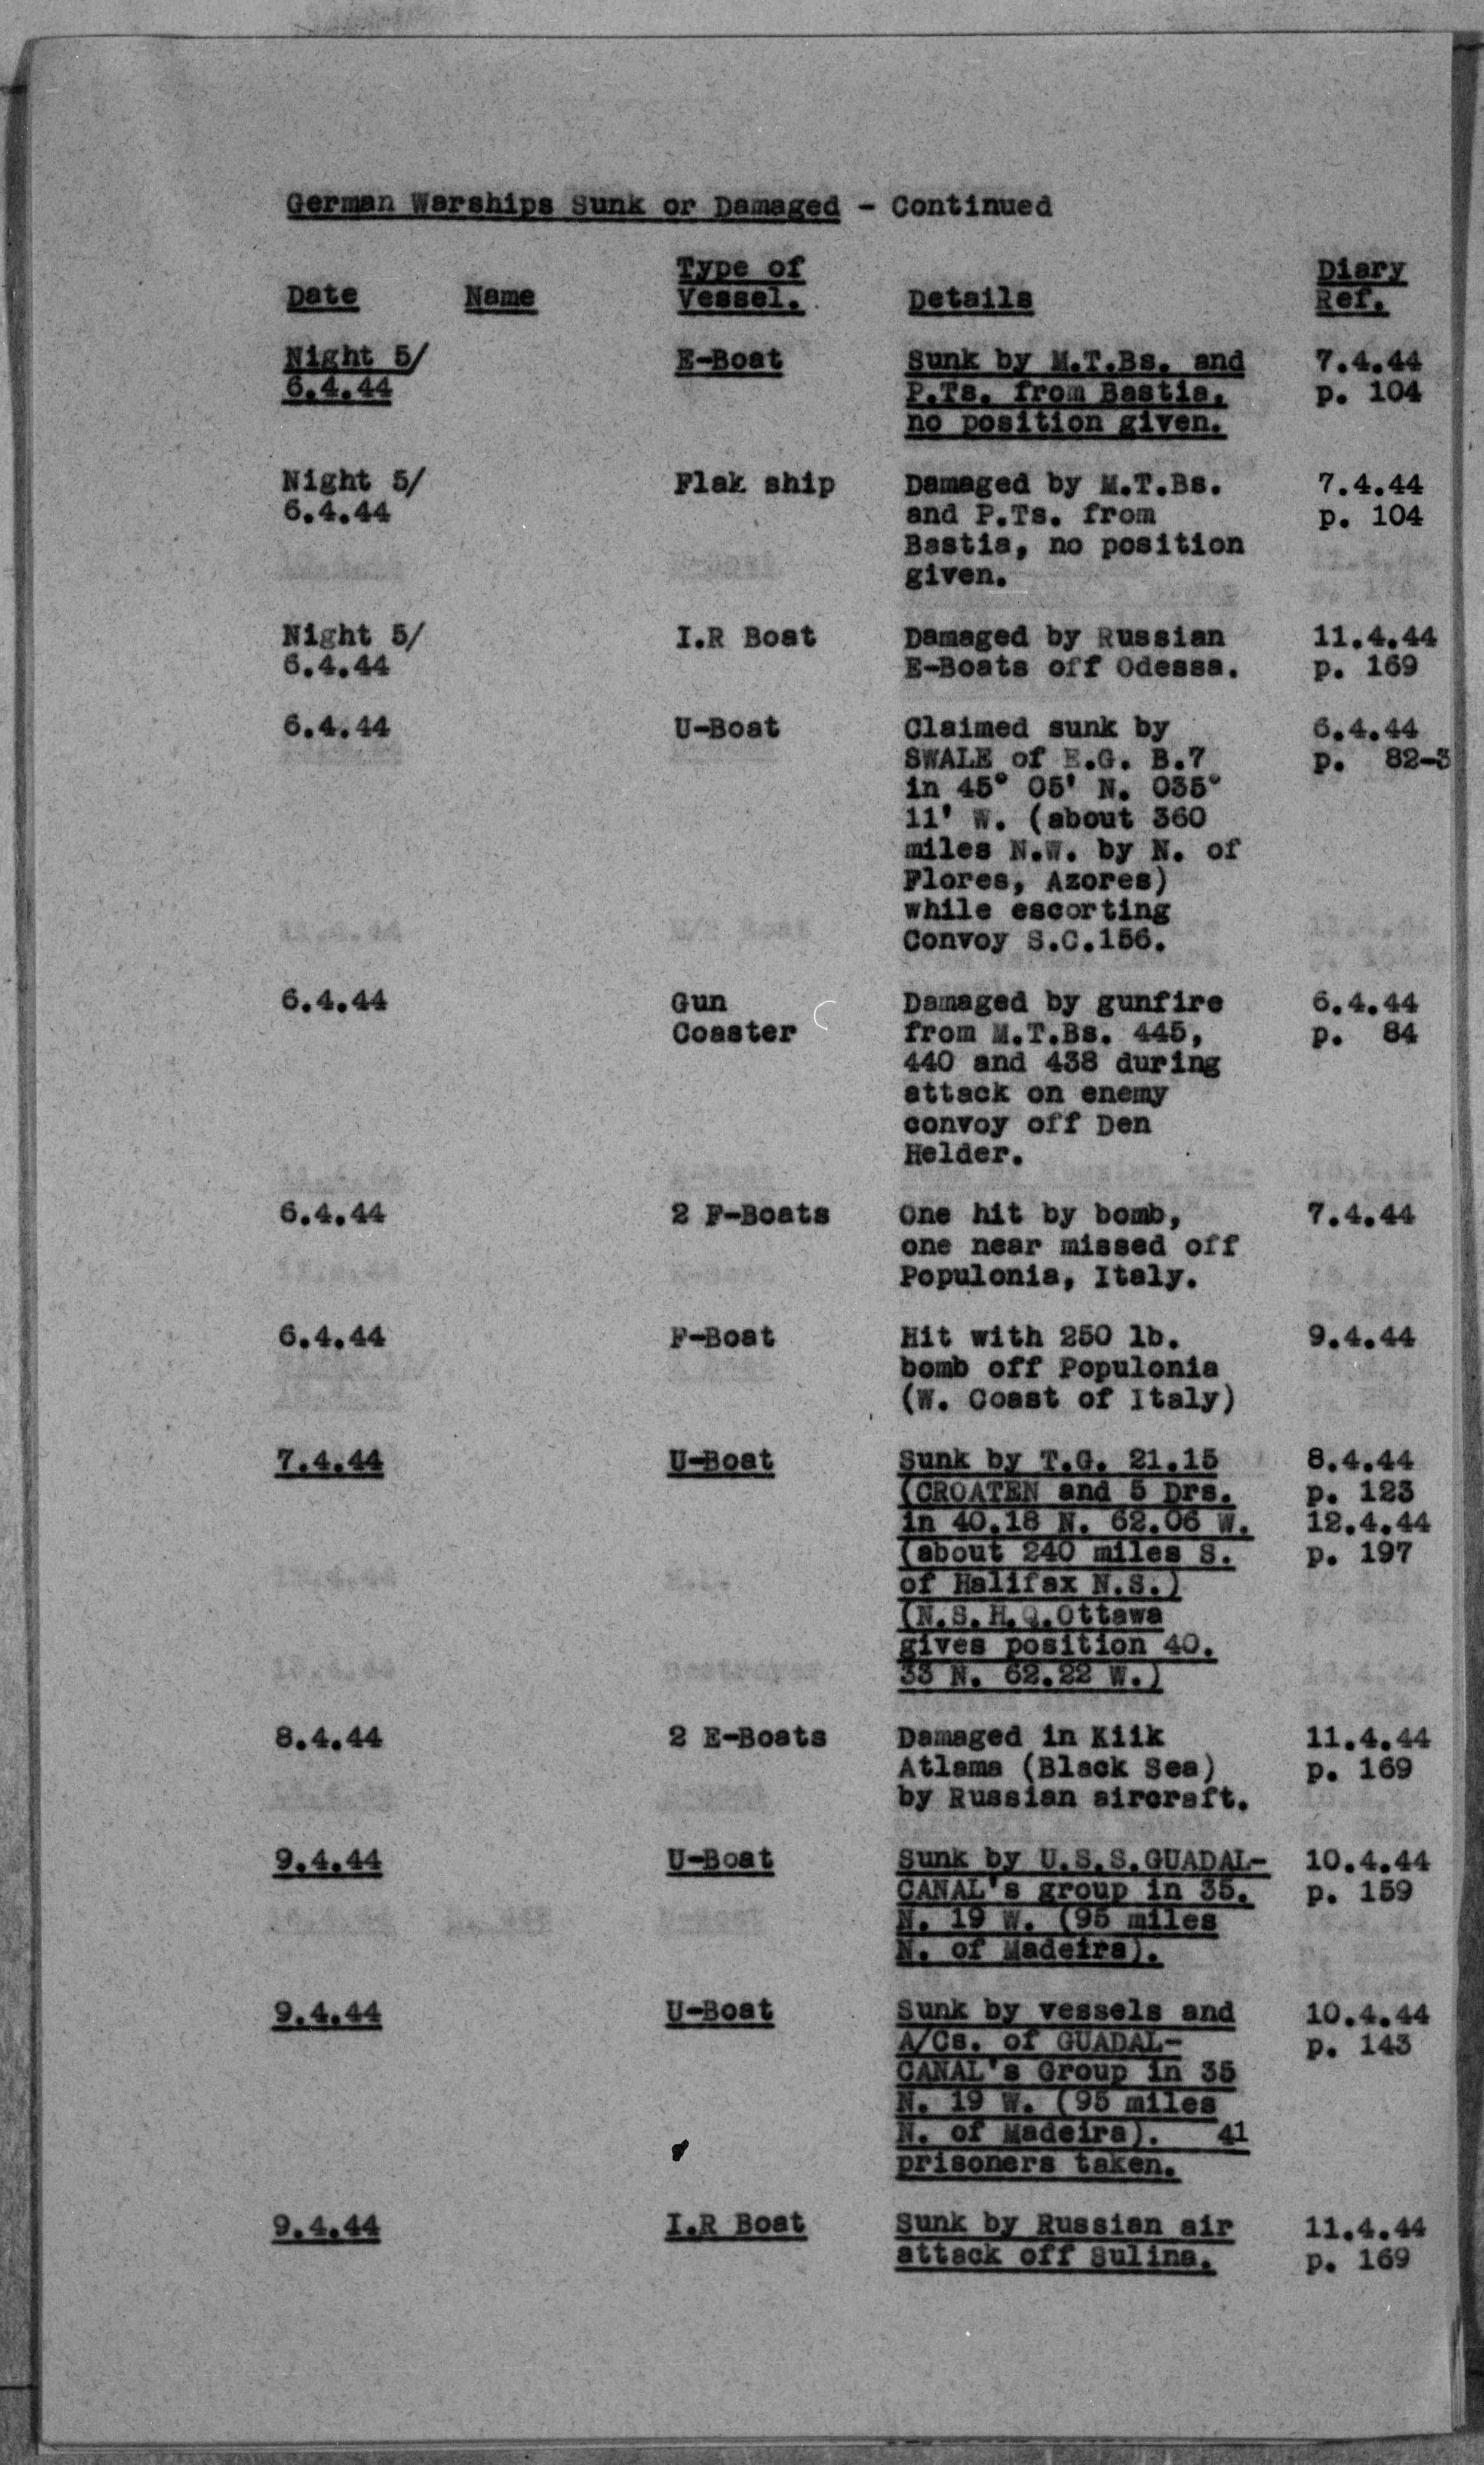 German Warships Sunk or Damaged - Continued
Date Name Type of Vessel. Details Diary Ref.
Night 5/ E-Boat Sunk by M.T.Bs. and 7.4.44
6.4.44 P.Ts. from Bastia, p. 104
no position given.
Night 5/ Flak ship Damaged by M.T.Bs. 7.4.44
6.4.44 and P.Ts. from p. 104
Bastia, no position
given.
Night 5/ I.R Boat Damaged by Russian 11.4.44
6.4.44 E-Boats off Odessa. p. 169
6.4.44 U-Boat Claimed sunk by 6.4.44
SWALE of E.G. B.7 p. 82-3
in 45° 05' N. 035°
11' W. (about 360
miles N.W. by N. of
Flores, Azores)
while escorting
Convoy S.C.156.
6.4.44 Gun Damaged by gunfire 6.4.44
Coaster from M.T.Bs. 445, p. 84
440 and 438 during
attack on enemy
convoy off Den
Helder.
6.4.44 2 F-Boats One hit by bomb, 7.4.44
one near missed off
Populonia, Italy.
6.4.44 F-Boat Hit with 250 lb. 9.4.44
bomb off Populonia
(W. Coast of Italy)
7.4.44 U-Boat Sunk by T.G. 21.15 8.4.44
(CROATEN and 5 Drs. p. 123
in 40.18 N. 62.06 W. 12.4.44
(about 240 miles S. p. 197
of Halifax N.S.)
(N.S.H.Q.Ottawa
gives position 40.
33 N. 62.22 W.)
8.4.44 2 E-Boats Damaged in Kiik 11.4.44
Atlama (Black Sea) p. 169
by Russian aircraft.
9.4.44 U-Boat Sunk by U.S.S.GUADAL- 10.4.44
CANAL's group in 35. p. 159
N. 19 W. (95 miles
N. of Madeira).
9.4.44 U-Boat Sunk by vessels and 10.4.44
A/Cs. of GUADAL- p. 143
CANAL's Group in 35
N. 19 W. (95 miles
N. of Madeira). 41
prisoners taken.
9.4.44 I.R Boat Sunk by Russian air 11.4.44
attack off Sulina. p. 169